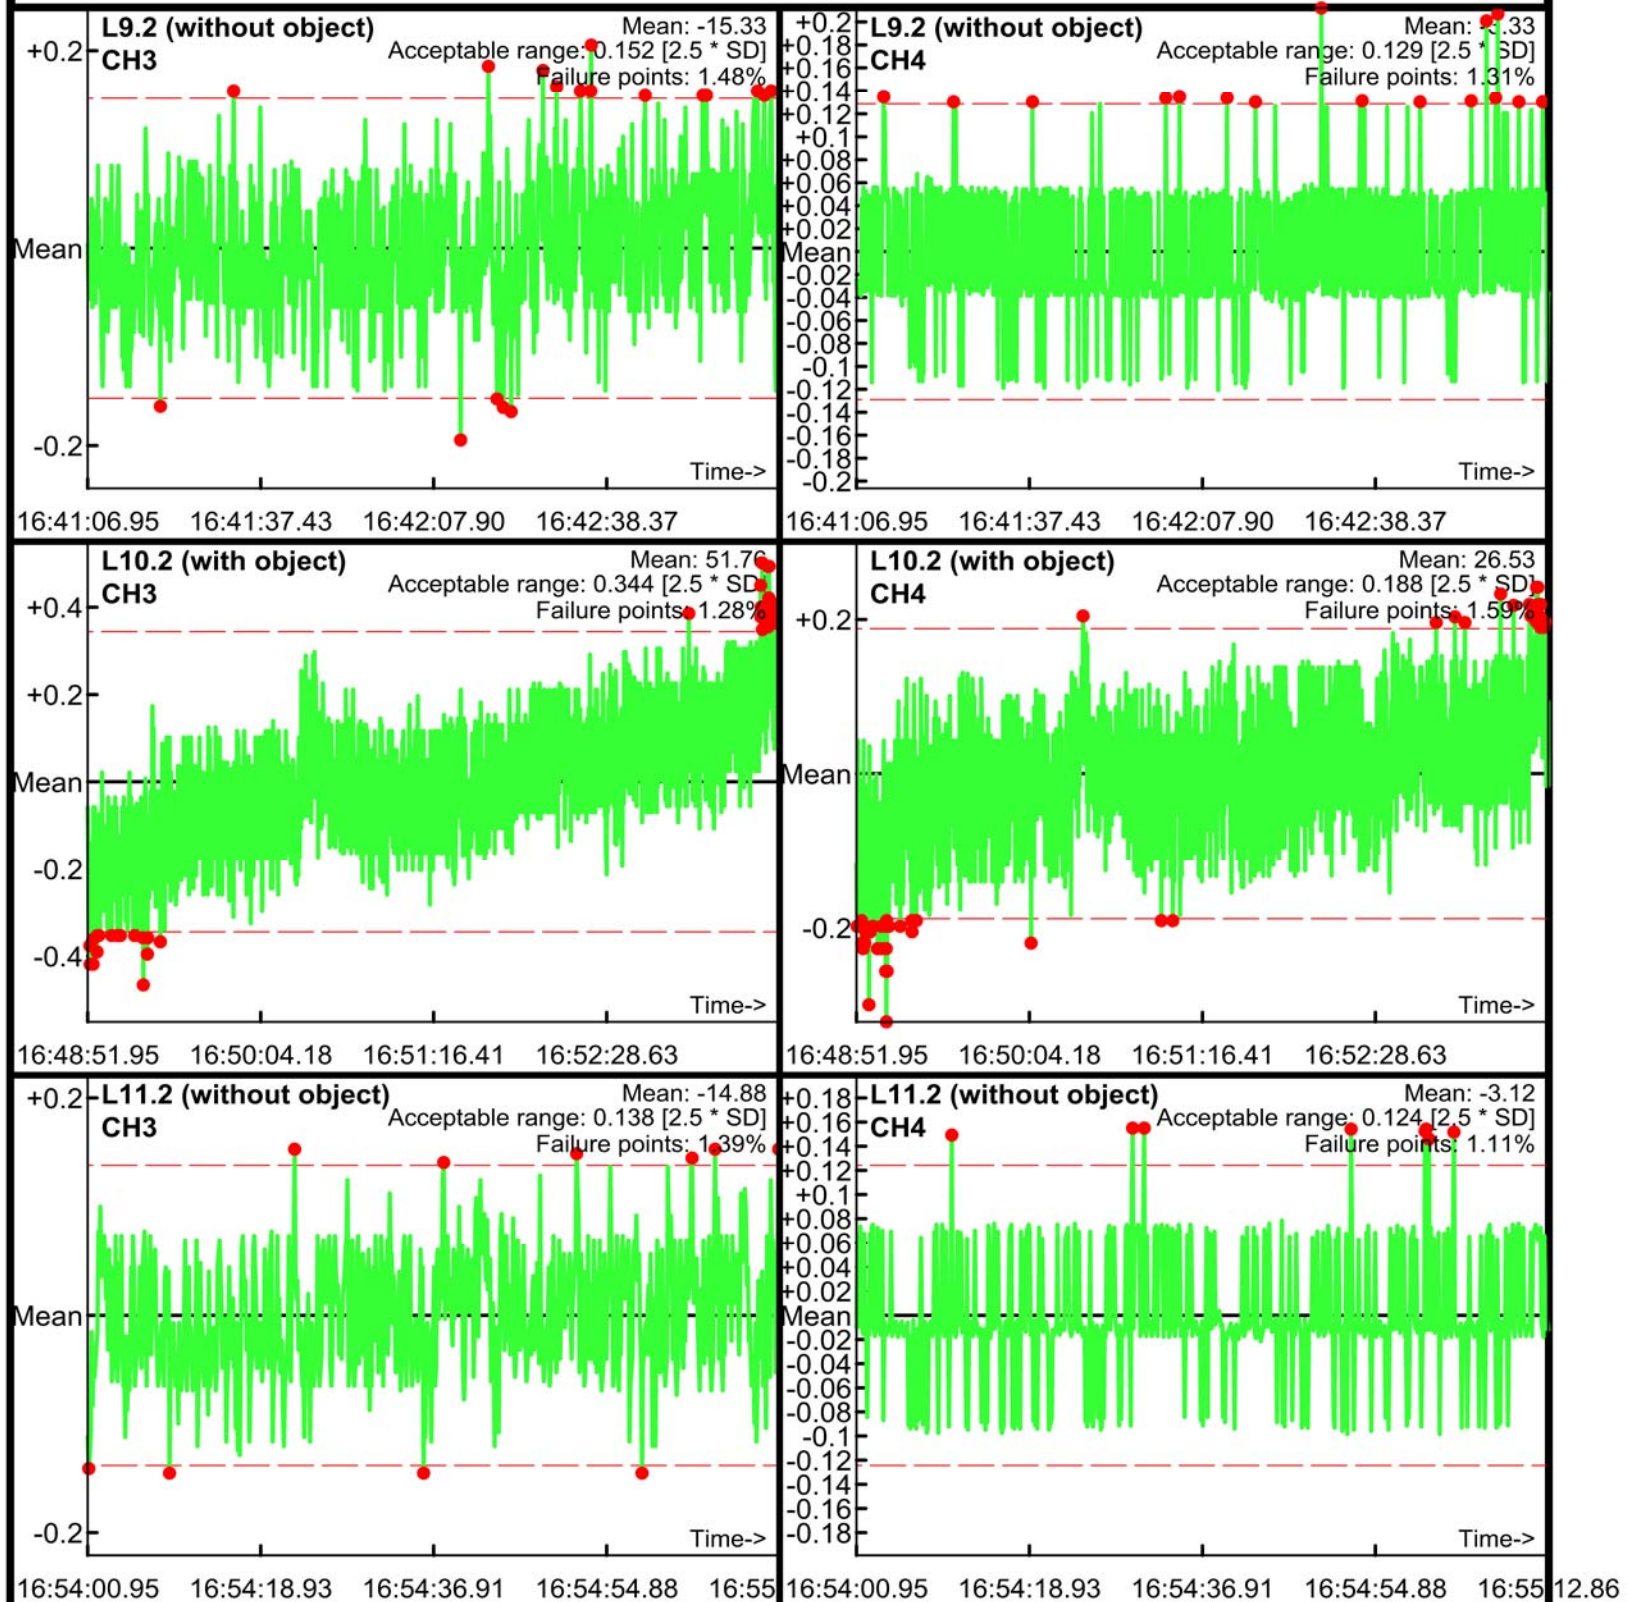 L9.2 (without object)
CH3
Mean: -15.33
Acceptable range: 0.152 [2.5 * SD]
Failure points: 1.48%
+0.2
Mean
-0.2
Time->
16:41:06.95 16:41:37.43 16:42:07.90 16:42:38.37
L9.2 (without object)
CH4
Mean: .33
Acceptable range: 0.129 [2.5 * SD]
Failure points: 1.31%
+0.2
+0.18
+0.16
+0.14
+0.12
+0.1
+0.08
+0.06
+0.04
+0.02
Mean
-0.02
-0.04
-0.06
-0.08
-0.1
-0.12
-0.14
-0.16
-0.18
-0.2
Time->
16:41:06.95 16:41:37.43 16:42:07.90 16:42:38.37
L10.2 (with object)
CH3
Mean: 51.76
Acceptable range: 0.344 [2.5 * SD]
Failure points: 1.28%
+0.4
+0.2
Mean
-0.2
-0.4
Time->
16:48:51.95 16:50:04.18 16:51:16.41 16:52:28.63
L10.2 (with object)
CH4
Mean: 26.53
Acceptable range: 0.188 [2.5 * SD]
Failure points: 1.59%
+0.2
Mean
-0.2
Time->
16:48:51.95 16:50:04.18 16:51:16.41 16:52:28.63
L11.2 (without object)
CH3
Mean: -14.88
Acceptable range: 0.138 [2.5 * SD]
Failure points: 1.39%
+0.2
Mean
-0.2
Time->
16:54:00.95 16:54:18.93 16:54:36.91 16:54:54.88 16:55
L11.2 (without object)
CH4
Mean: -3.12
Acceptable range: 0.124 [2.5 * SD]
Failure points: 1.11%
+0.18
+0.16
+0.14
+0.12
+0.1
+0.08
+0.06
+0.04
+0.02
Mean
-0.02
-0.04
-0.06
-0.08
-0.1
-0.12
-0.14
-0.16
-0.18
Time->
16:54:00.95 16:54:18.93 16:54:36.91 16:54:54.88 16:55:12.86